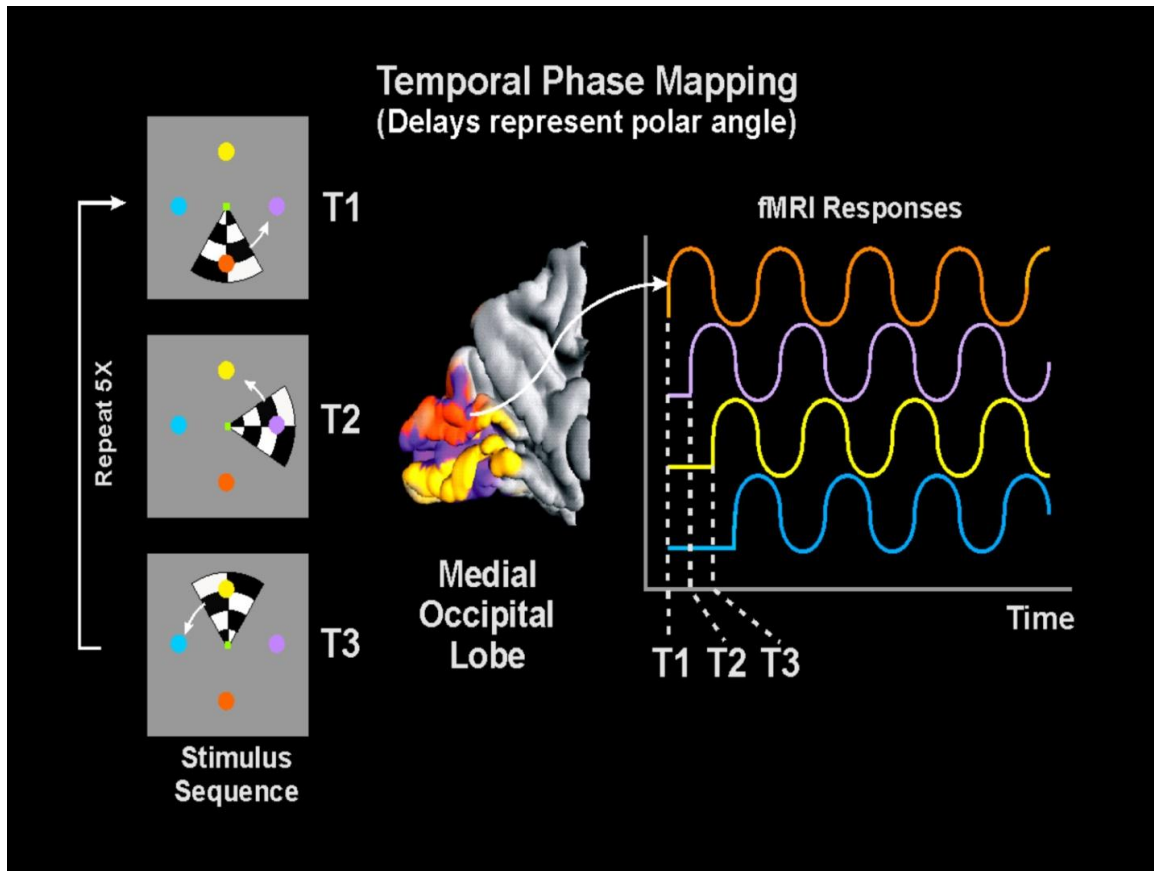 Temporal Phase Mapping
(Delays represent polar angle)
T1
T2
T3
Repeat 5X
Stimulus
Sequence
Medial
Occipital
Lobe
fMRI Responses
Time
T1 T2 T3